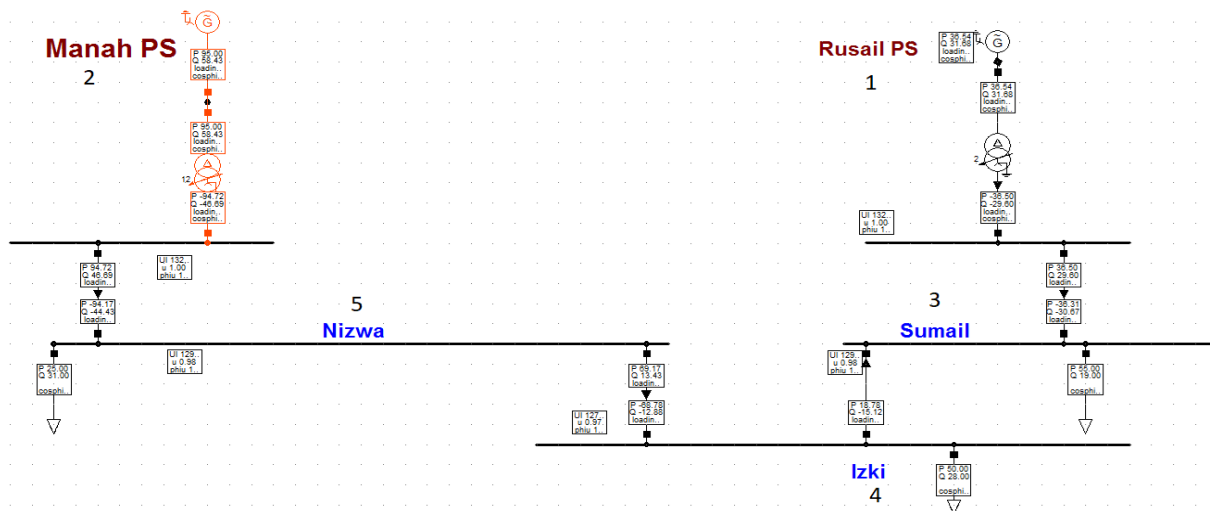 Manah PS
2
G
P 95.00
Q 58.43
loadin..
cosphi..
P 95.00
Q 58.43
loadin..
cosphi..
12
P -94.72
Q -46.69
loadin..
cosphi..
Ul 132..
u 1.00
phiu 1..
P 94.72
Q 46.69
loadin..
P -94.17
Q -44.43
loadin..
5
Nizwa
Ul 129..
u 0.98
phiu 1..
P 25.00
Q 31.00
cosphi..
P 69.17
Q 13.43
loadin..
P -68.78
Q -12.88
loadin..
Ul 127..
u 0.97
phiu 1..
Rusail PS
1
P 36.54
Q 31.68
loadin..
cosphi..
G
P 36.54
Q 31.68
loadin..
cosphi..
2
P -36.50
Q -29.60
loadin..
cosphi..
Ul 132..
u 1.00
phiu 1..
P 36.50
Q 29.60
loadin..
P -36.31
Q -30.67
loadin..
3
Sumail
Ul 129..
u 0.98
phiu 1..
P 18.78
Q -15.12
loadin..
P 55.00
Q 19.00
cosphi..
Izki
4
P 50.00
Q 28.00
cosphi..